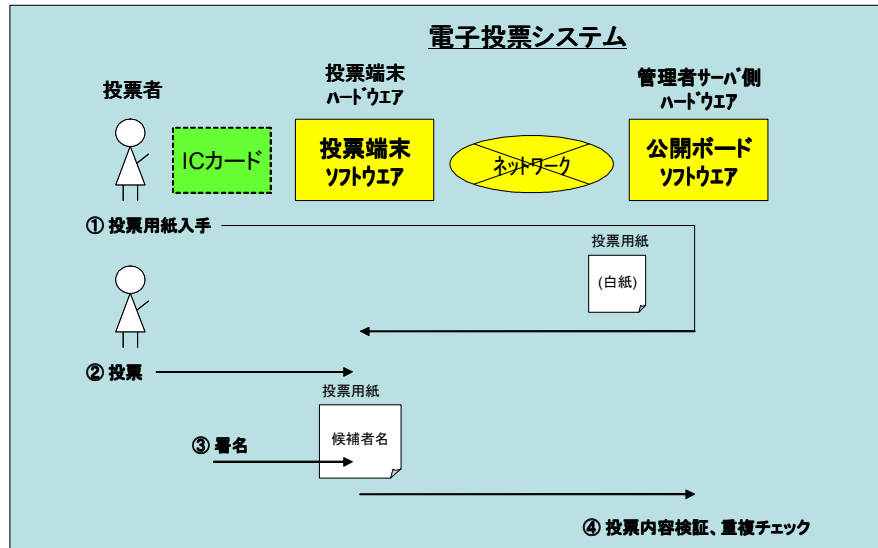 電子投票システム
投票者
投票端末
ハードウエア
管理者サーバ側
ハードウエア
ICカード
投票端末
ソフトウエア
ネットワーク
公開ボード
ソフトウエア
① 投票用紙入手
投票用紙
(白紙)
② 投票
投票用紙
候補者名
③ 署名
④ 投票内容検証、重複チェック